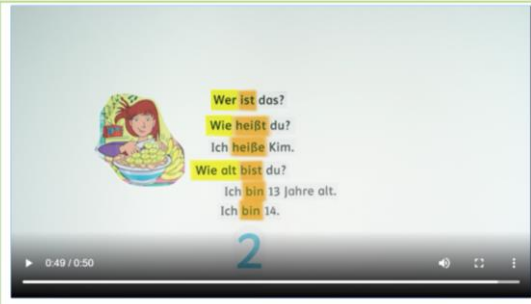 Wer ist das?
Wie heißt du?
Ich heiße Kim.
Wie alt bist du?
Ich bin 13 Jahre alt.
Ich bin 14.
2
0:49 / 0:50